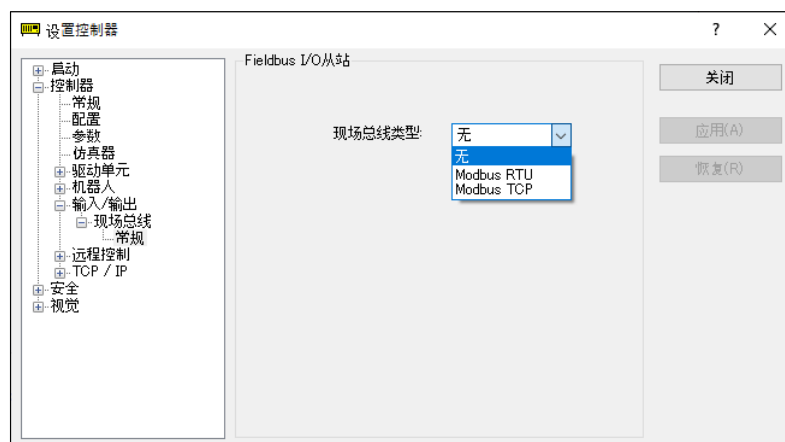 设置控制器
?
启动
控制器
常规
配置
参数
仿真器
驱动单元
机器人
输入/输出
现场总线
常规
远程控制
TCP / IP
安全
视觉
Fieldbus I/O从站
现场总线类型:
无
无
Modbus RTU
Modbus TCP
关闭
应用(A)
恢复(R)